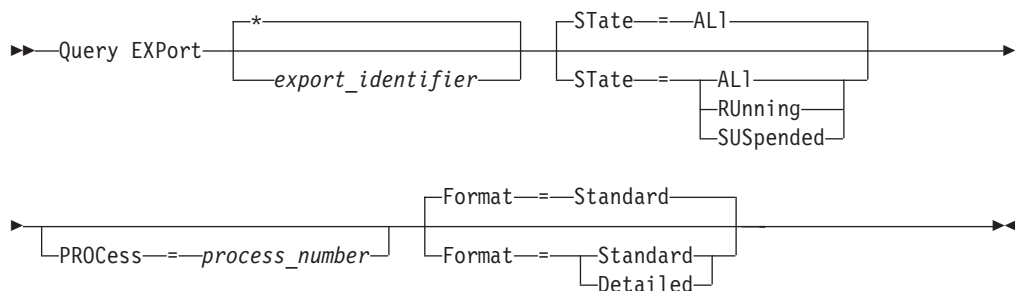 * STate = ALl
Query EXPort
export_identifier STate = ALl
RUnning
SUSpended
Format = Standard
PROCess = process_number Format = Standard
Detailed